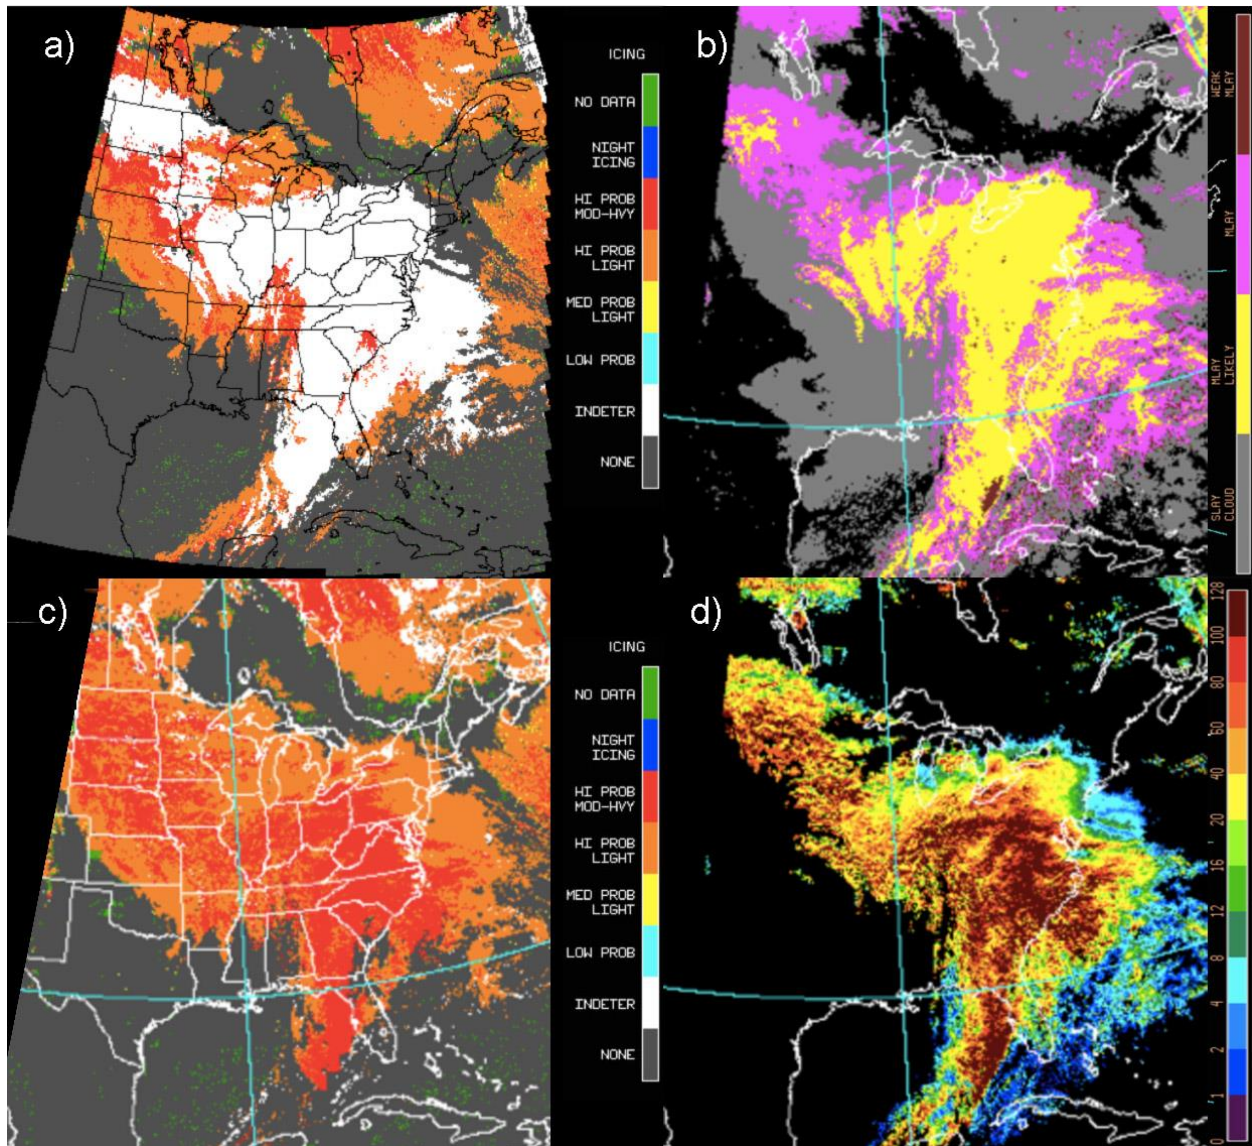 a)
ICING
NO DATA
NIGHT
ICING
HI PROB
MOD-HVY
HI PROB
LIGHT
MED PROB
LIGHT
LOW PROB
INDETER
NONE
b)
WEAK
MLAY
MLAY
MLAY
LIKELY
SLAY
CLOUD
c)
ICING
NO DATA
NIGHT
ICING
HI PROB
MOD-HVY
HI PROB
LIGHT
MED PROB
LIGHT
LOW PROB
INDETER
NONE
d)
128
100
80
60
40
20
16
12
8
4
2
1
0